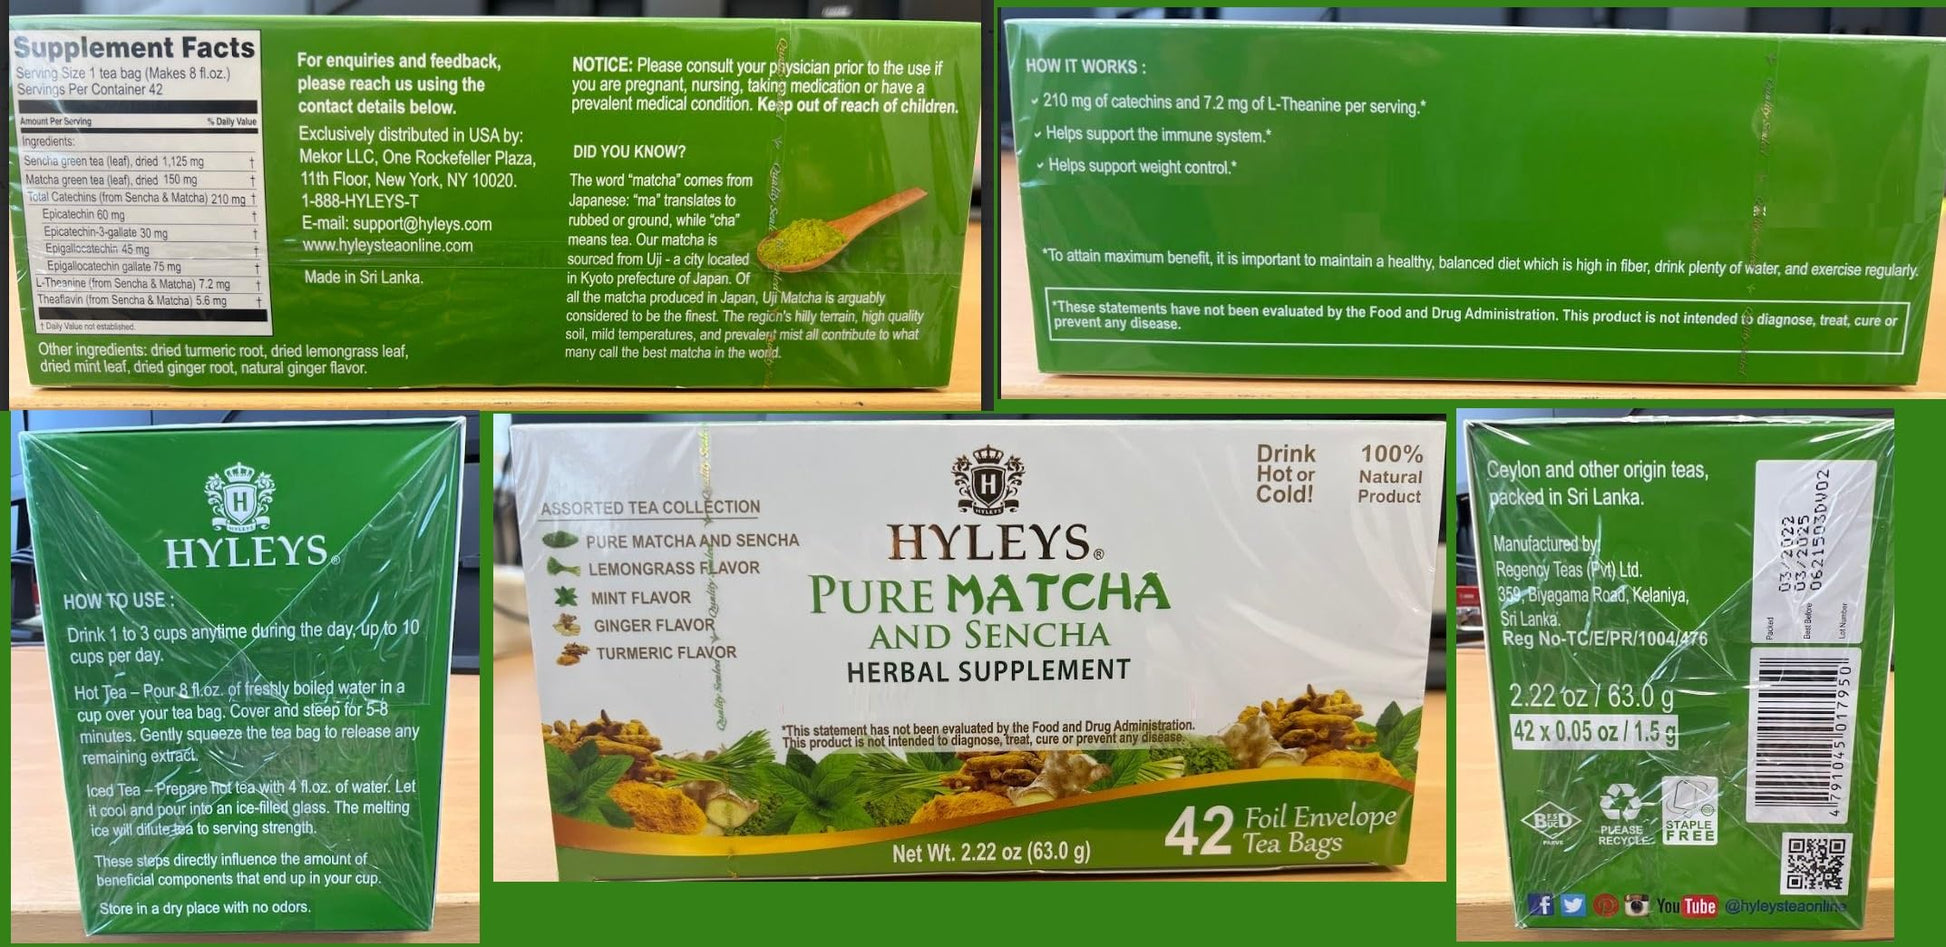 Supplement Facts
Serving Size 1 tea bag (Makes 8 fl.oz.)
Servings Per Container 42
Amount Per Serving % Daily Value
Ingredients:
Sencha green tea (leaf), dried 1,125 mg †
Matcha green tea (leaf), dried 150 mg †
Total Catechins (from Sencha & Matcha) 210 mg †
Epicatechin 60 mg †
Epicatechin-3-gallate 30 mg †
Epigallocatechin 45 mg †
Epigallocatechin gallate 75 mg †
L-Theanine (from Sencha & Matcha) 7.2 mg †
Theaflavin (from Sencha & Matcha) 5.6 mg †
† Daily Value not established.
Other ingredients: dried turmeric root, dried lemongrass leaf,
dried mint leaf, dried ginger root, natural ginger flavor.
For enquiries and feedback,
please reach us using the
contact details below.
Exclusively distributed in USA by:
Mekor LLC, One Rockefeller Plaza,
11th Floor, New York, NY 10020.
1-888-HYLEYS-T
E-mail: support@hyleys.com
www.hyleysteaonline.com
Made in Sri Lanka.
NOTICE: Please consult your physician prior to the use if
you are pregnant, nursing, taking medication or have a
prevalent medical condition. Keep out of reach of children.
DID YOU KNOW?
The word “matcha” comes from
Japanese: “ma” translates to
rubbed or ground, while “cha”
means tea. Our matcha is
sourced from Uji - a city located
in Kyoto prefecture of Japan. Of
all the matcha produced in Japan, Uji Matcha is arguably
considered to be the finest. The region's hilly terrain, high quality
soil, mild temperatures, and prevalent mist all contribute to what
many call the best matcha in the world.
HOW IT WORKS :
210 mg of catechins and 7.2 mg of L-Theanine per serving.*
Helps support the immune system.*
Helps support weight control.*
*To attain maximum benefit, it is important to maintain a healthy, balanced diet which is high in fiber, drink plenty of water, and exercise regularly.
*These statements have not been evaluated by the Food and Drug Administration. This product is not intended to diagnose, treat, cure or
prevent any disease.
H
HYLEYS
HYLEYS®
HOW TO USE :
Drink 1 to 3 cups anytime during the day, up to 10
cups per day.
Hot Tea – Pour 8 fl.oz. of freshly boiled water in a
cup over your tea bag. Cover and steep for 5-8
minutes. Gently squeeze the tea bag to release any
remaining extract.
Iced Tea – Prepare hot tea with 4 fl.oz. of water. Let
it cool and pour into an ice-filled glass. The melting
ice will dilute tea to serving strength.
These steps directly influence the amount of
beneficial components that end up in your cup.
Store in a dry place with no odors.
ASSORTED TEA COLLECTION
PURE MATCHA AND SENCHA
LEMONGRASS FLAVOR
MINT FLAVOR
GINGER FLAVOR
TURMERIC FLAVOR
Quality Sealed
H
HYLEYS
HYLEYS®
PURE MATCHA
AND SENCHA
HERBAL SUPPLEMENT
Drink
Hot or
Cold!
100%
Natural
Product
*This statement has not been evaluated by the Food and Drug Administration.
This product is not intended to diagnose, treat, cure or prevent any disease.
Net Wt. 2.22 oz (63.0 g)
42 Foil Envelope
Tea Bags
Ceylon and other origin teas,
packed in Sri Lanka.
Manufactured by:
Regency Teas (Pvt) Ltd.
359, Biyagama Road, Kelaniya,
Sri Lanka.
Reg No-TC/E/PR/1004/476
2.22 oz / 63.0 g
42 x 0.05 oz / 1.5 g
PLEASE
RECYCLE
STAPLE
FREE
Packed 03/2022
Best Before 03/2025
Lot Number 0621503DW02
4 791045 017950
YouTube @hyleysteaonline